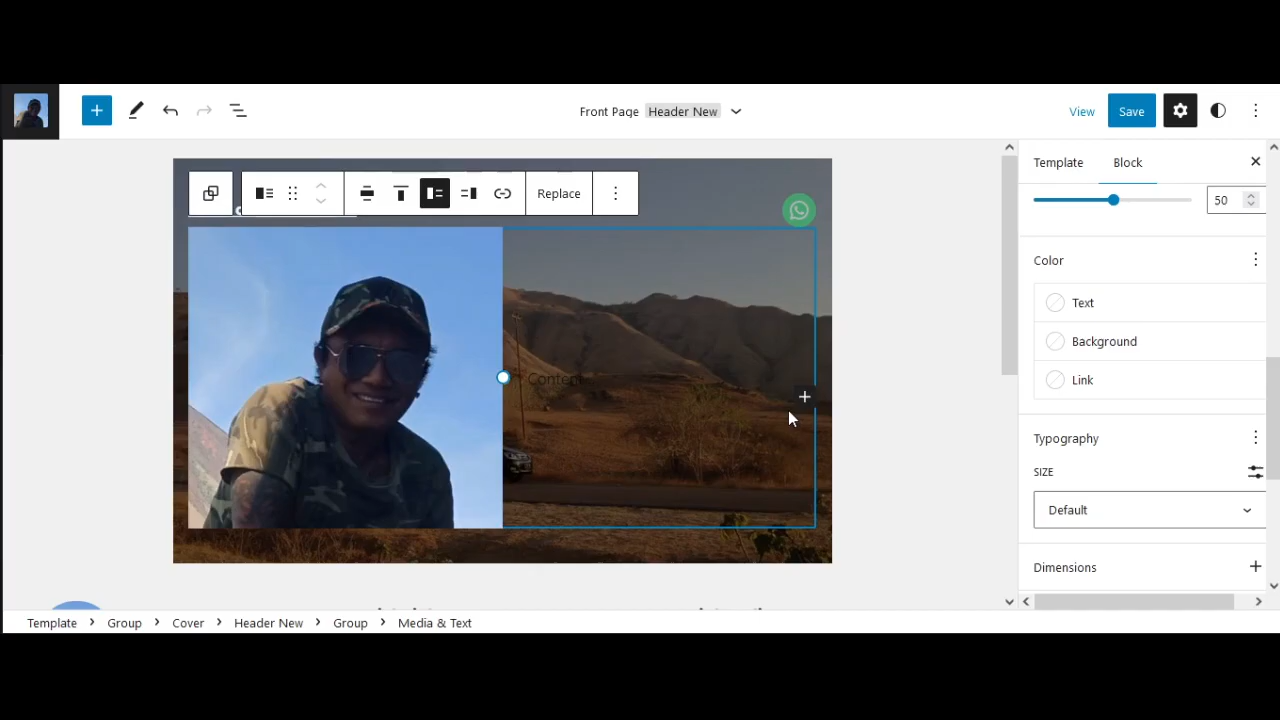 Front Page Header New
View
Save
Template
Block
Replace
50
Color
Text
Background
Link
Content
Typography
SIZE
Default
Dimensions
Template > Group > Cover > Header New > Group > Media & Text